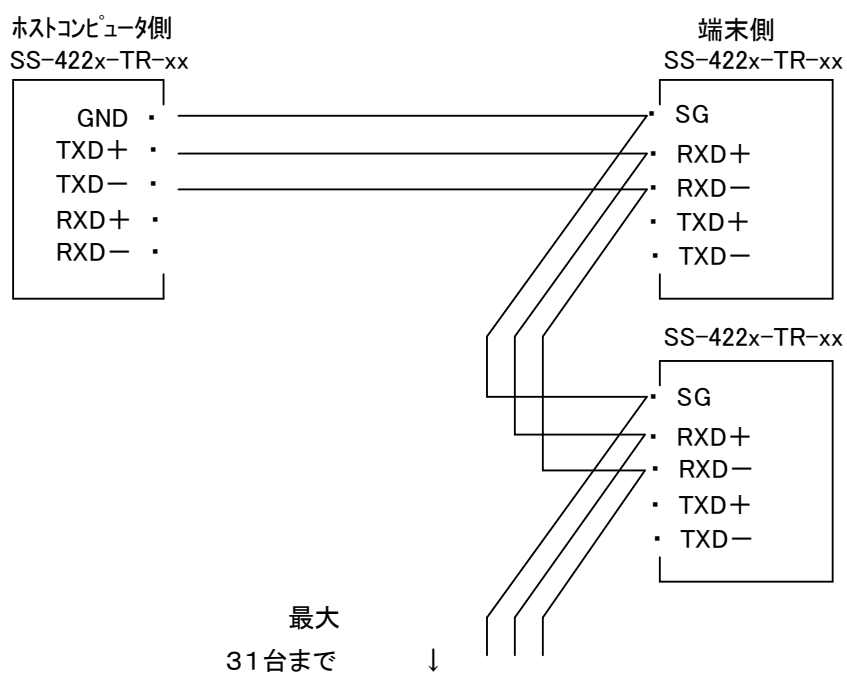 ﾎｽﾄｺﾝﾋﾟｭｰﾀ側
SS-422x-TR-xx
GND ・
TXD＋ ・
TXD－ ・
RXD＋ ・
RXD－ ・
端末側
SS-422x-TR-xx
・ SG
・ RXD＋
・ RXD－
・ TXD＋
・ TXD－
SS-422x-TR-xx
・ SG
・ RXD＋
・ RXD－
・ TXD＋
・ TXD－
最大
３１台まで ↓